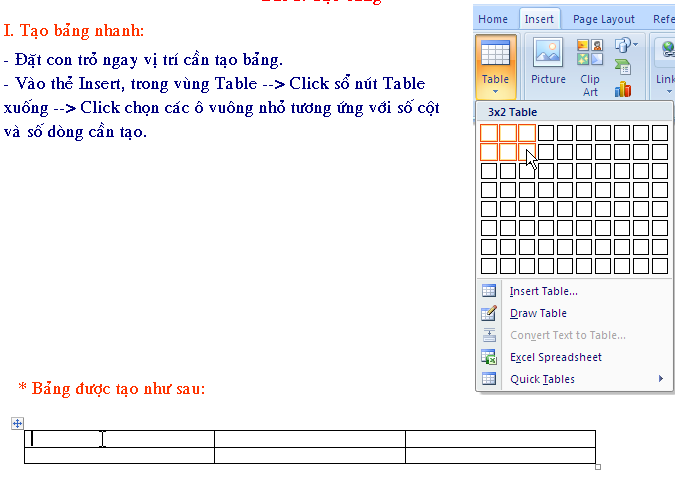 I. Tạo bảng nhanh:
- Đặt con trỏ ngay vị trí cần tạo bảng.
- Vào thẻ Insert, trong vùng Table --> Click sổ nút Table
xuống --> Click chọn các ô vuông nhỏ tương ứng với số cột
và số dòng cần tạo.
Home Insert Page Layout Refe
Table Picture Clip Art Link
3x2 Table
Insert Table...
Draw Table
Convert Text to Table...
Excel Spreadsheet
Quick Tables
* Bảng được tạo như sau: